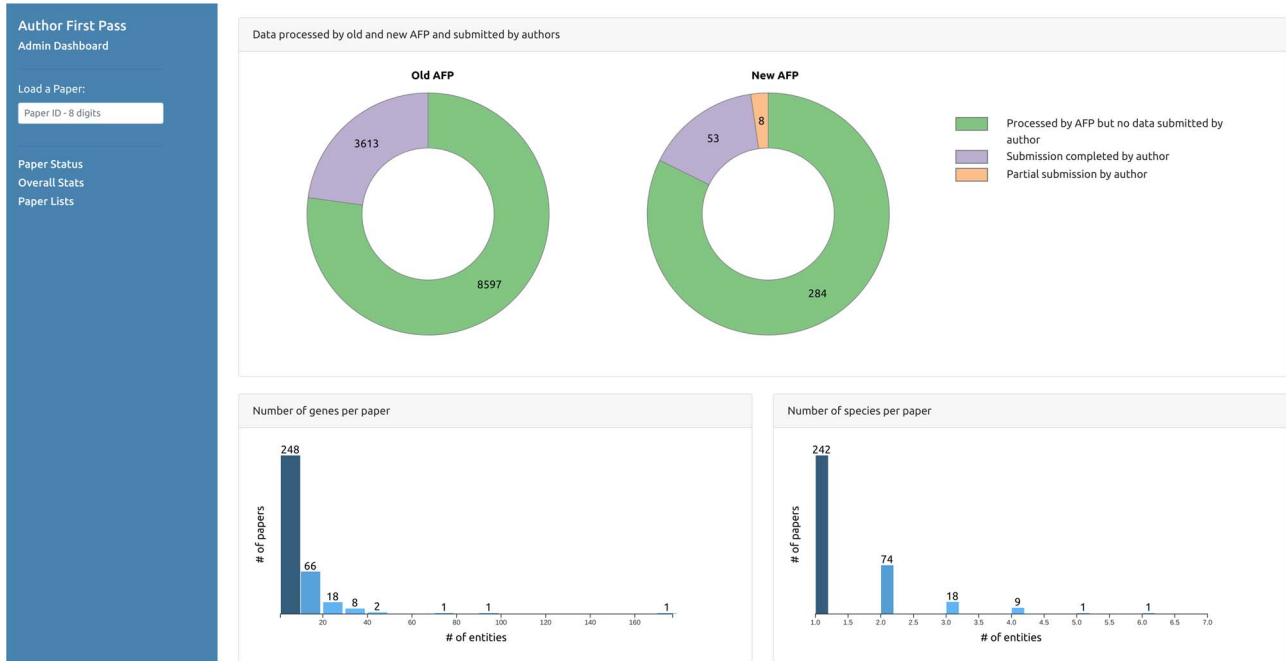 Author First Pass
Admin Dashboard
Load a Paper:
Paper ID - 8 digits
Paper Status
Overall Stats
Paper Lists
Data processed by old and new AFP and submitted by authors
Old AFP
3613
8597
New AFP
53
8
284
Processed by AFP but no data submitted by
author
Submission completed by author
Partial submission by author
Number of genes per paper
# of papers
248
66
18
8
2
1
1
1
20 40 60 80 100 120 140 160
# of entities
Number of species per paper
# of papers
242
74
18
9
1
1
1.0 1.5 2.0 2.5 3.0 3.5 4.0 4.5 5.0 5.5 6.0 6.5 7.0
# of entities